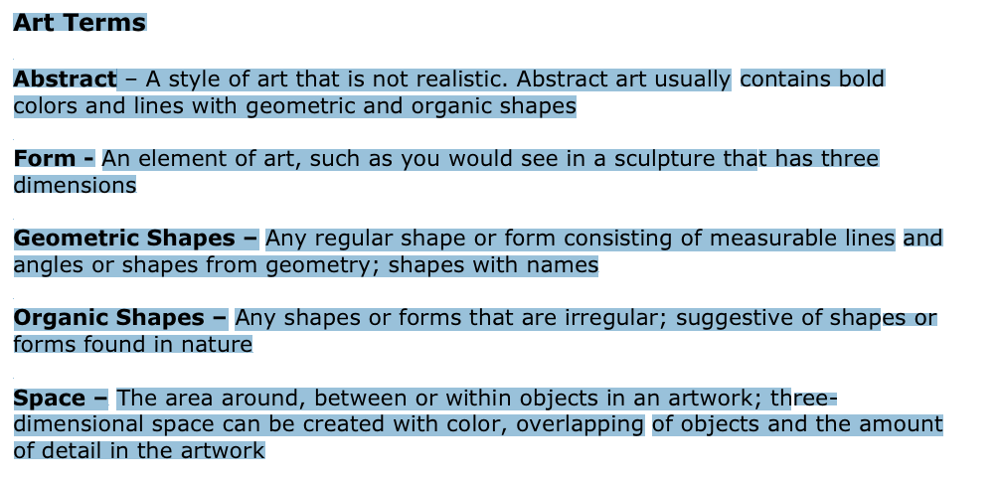 Art Terms
Abstract – A style of art that is not realistic. Abstract art usually contains bold
colors and lines with geometric and organic shapes
Form - An element of art, such as you would see in a sculpture that has three
dimensions
Geometric Shapes – Any regular shape or form consisting of measurable lines and
angles or shapes from geometry; shapes with names
Organic Shapes – Any shapes or forms that are irregular; suggestive of shapes or
forms found in nature
Space – The area around, between or within objects in an artwork; three-
dimensional space can be created with color, overlapping of objects and the amount
of detail in the artwork